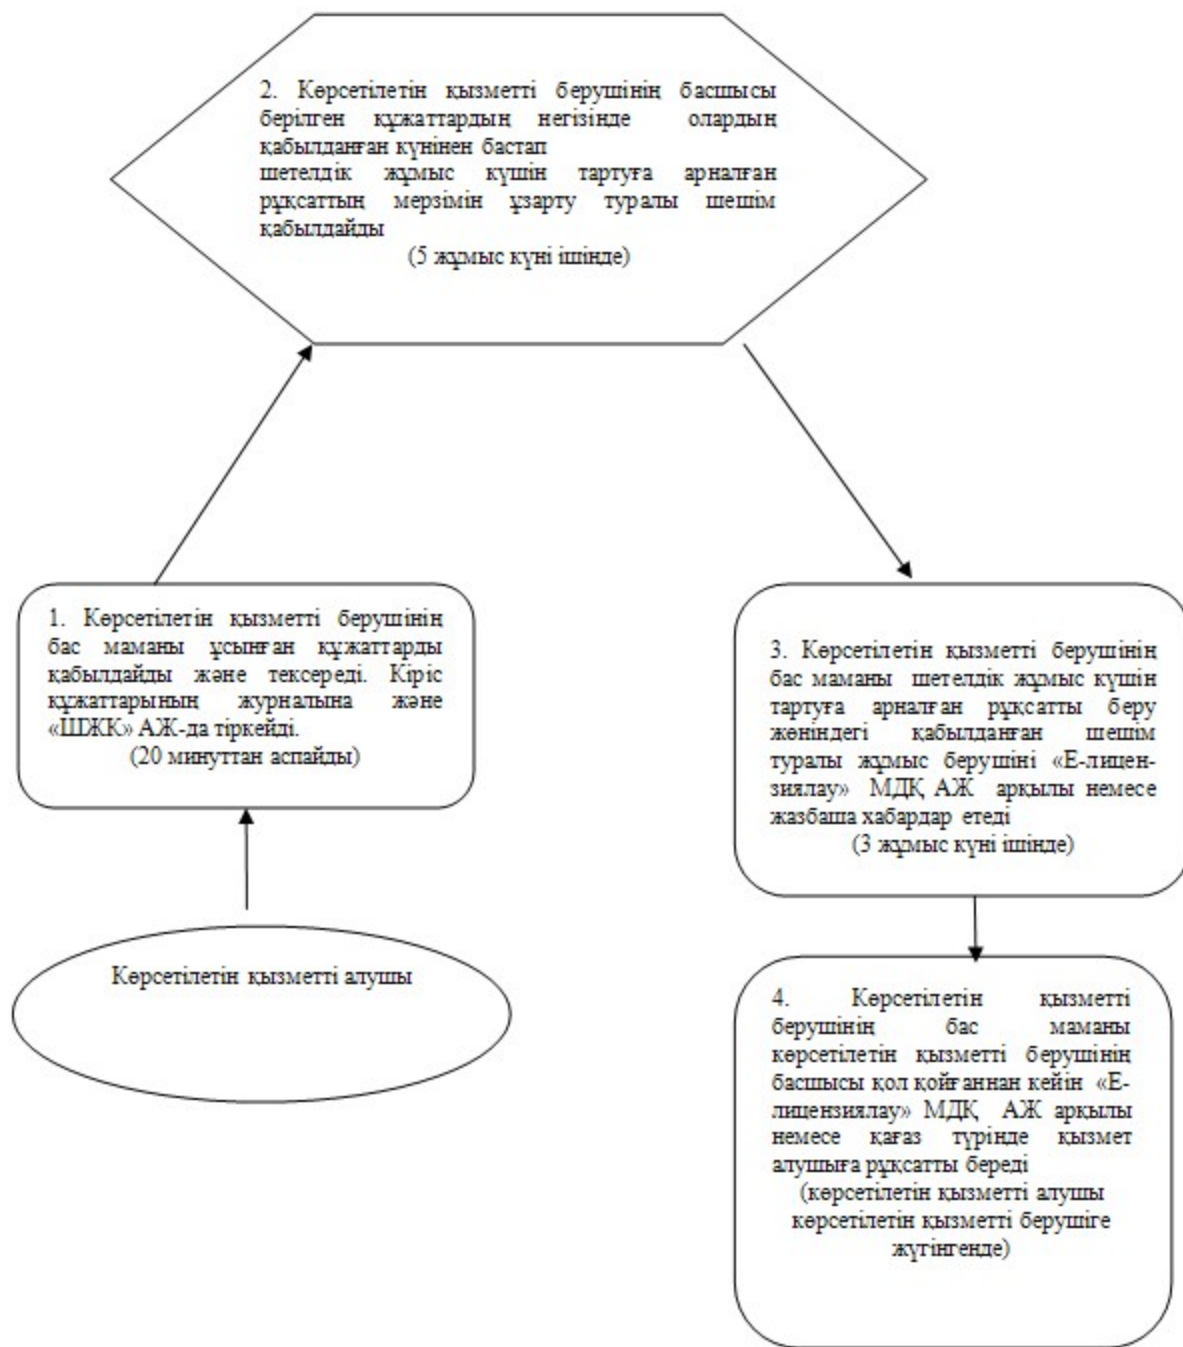 2. Көрсетілетін қызметті берушінің басшысы
берілген құжаттардың негізінде олардың
қабылданған күнінен бастап
шетелдік жұмыс күшін тартуға арналған
рұқсаттың мерзімін ұзарту туралы шешім
қабылдайды
(5 жұмыс күні ішінде)
1. Көрсетілетін қызметті берушінің
бас маманы ұсынған құжаттарды
қабылдайды және тексереді. Кіріс
құжаттарының журналына және
«ШЖК» АЖ-да тіркейді.
(20 минуттан аспайды)
Көрсетілетін қызметті алушы
3. Көрсетілетін қызметті берушінің
бас маманы шетелдік жұмыс күшін
тартуға арналған рұқсатты беру
жөніндегі қабылданған шешім
туралы жұмыс берушіні «Е-лицен-
зиялау» МДҚ АЖ арқылы немесе
жазбаша хабардар етеді
(3 жұмыс күні ішінде)
4. Көрсетілетін қызметті
берушінің бас маманы
көрсетілетін қызметті берушінің
басшысы қол қойғаннан кейін «Е-
лицензиялау» МДҚ АЖ арқылы
немесе қағаз түрінде қызмет
алушыға рұқсатты береді
(көрсетілетін қызметті алушы
көрсетілетін қызметті берушіге
жүгінгенде)